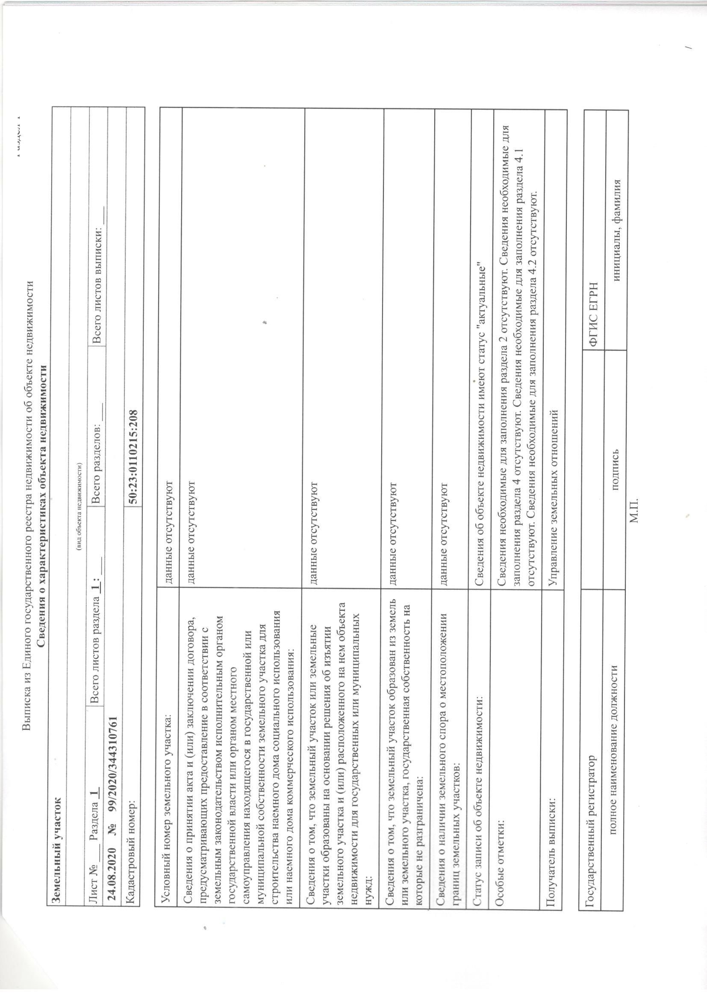 Выписка из Единого государственного реестра недвижимости об объекте недвижимости
Сведения о характеристиках объекта недвижимости
Земельный участок
(вид объекта недвижимости)
Лист № ___ Раздела 1 Всего листов раздела 1 : ___ Всего разделов: ___ Всего листов выписки: ___
24.08.2020 № 99/2020/344310761
Кадастровый номер: 50:23:0110215:208
Условный номер земельного участка: данные отсутствуют
Сведения о принятии акта и (или) заключении договора, данные отсутствуют
предусматривающих предоставление в соответствии с
земельным законодательством исполнительным органом
государственной власти или органом местного
самоуправления находящегося в государственной или
муниципальной собственности земельного участка для
строительства наемного дома социального использования
или наемного дома коммерческого использования:
Сведения о том, что земельный участок или земельные данные отсутствуют
участки образованы на основании решения об изъятии
земельного участка и (или) расположенного на нем объекта
недвижимости для государственных или муниципальных
нужд:
Сведения о том, что земельный участок образован из земель данные отсутствуют
или земельного участка, государственная собственность на
которые не разграничена:
Сведения о наличии земельного спора о местоположении данные отсутствуют
границ земельных участков:
Статус записи об объекте недвижимости: Сведения об объекте недвижимости имеют статус "актуальные"
Особые отметки: Сведения необходимые для заполнения раздела 2 отсутствуют. Сведения необходимые для
заполнения раздела 4 отсутствуют. Сведения необходимые для заполнения раздела 4.1
отсутствуют. Сведения необходимые для заполнения раздела 4.2 отсутствуют.
Получатель выписки: Управление земельных отношений
Государственный регистратор ФГИС ЕГРН
полное наименование должности подпись инициалы, фамилия
М.П.